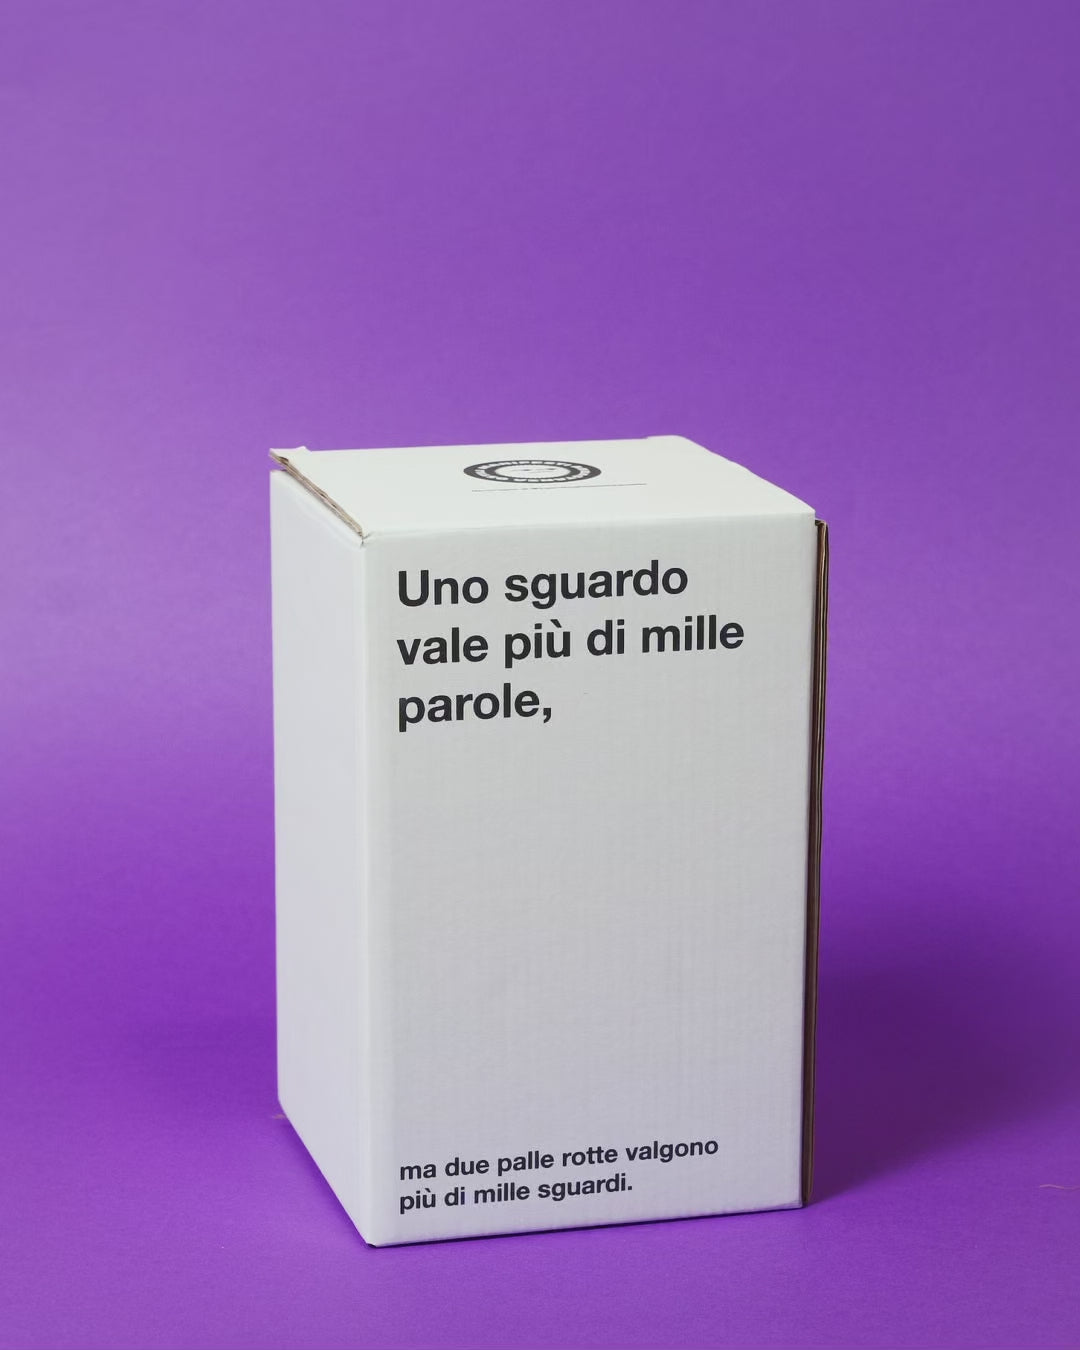 Uno sguardo
vale più di mille
parole,
ma due palle rotte valgono
più di mille sguardi.